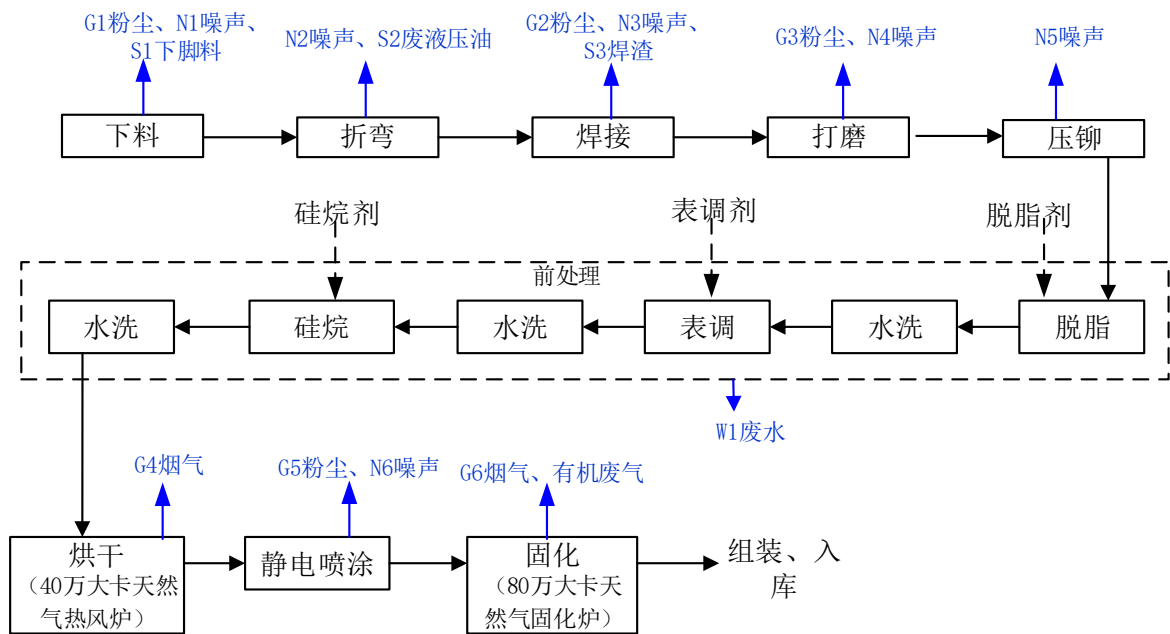 G1粉尘、N1噪声、
S1下脚料
N2噪声、S2废液压油
G2粉尘、N3噪声、
S3焊渣
G3粉尘、N4噪声
N5噪声
下料
折弯
焊接
打磨
压铆
硅烷剂
表调剂
脱脂剂
前处理
水洗
硅烷
水洗
表调
水洗
脱脂
W1废水
G4烟气
G5粉尘、N6噪声
G6烟气、有机废气
烘干
（40万大卡天然
气热风炉）
静电喷涂
固化
（80万大卡天
然气固化炉）
组装、入
库